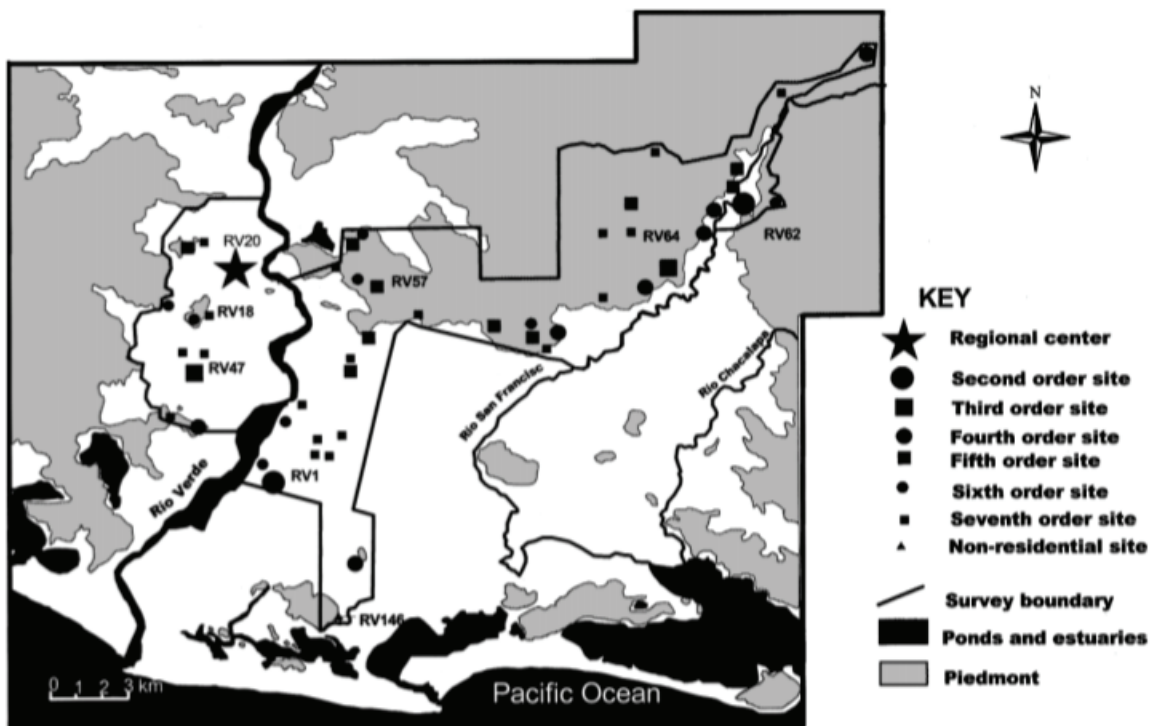 N
RV20
RV64
RV62
RV57
RV18
RV47
RV1
RV146
Rio Verde
Rio San Francisc
Rio Chacalapa
0 1 2 3 km
Pacific Ocean
KEY
Regional center
Second order site
Third order site
Fourth order site
Fifth order site
Sixth order site
Seventh order site
Non-residential site
Survey boundary
Ponds and estuaries
Piedmont